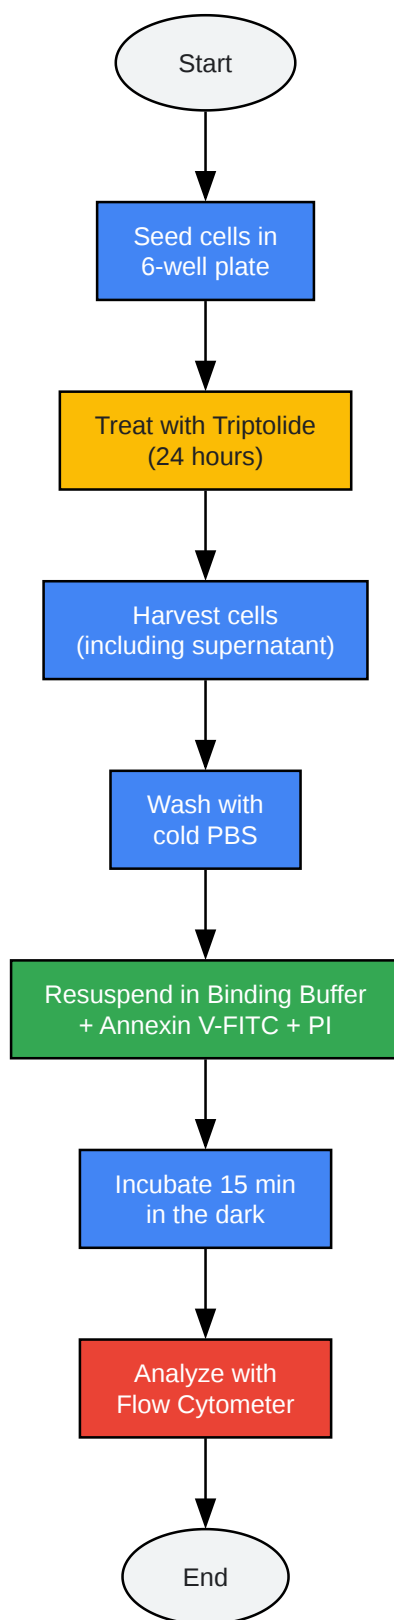 Start
Seed cells in
6-well plate
Treat with Triptolide
(24 hours)
Harvest cells
(including supernatant)
Wash with
cold PBS
Resuspend in Binding Buffer
+ Annexin V-FITC + PI
Incubate 15 min
in the dark
Analyze with
Flow Cytometer
End